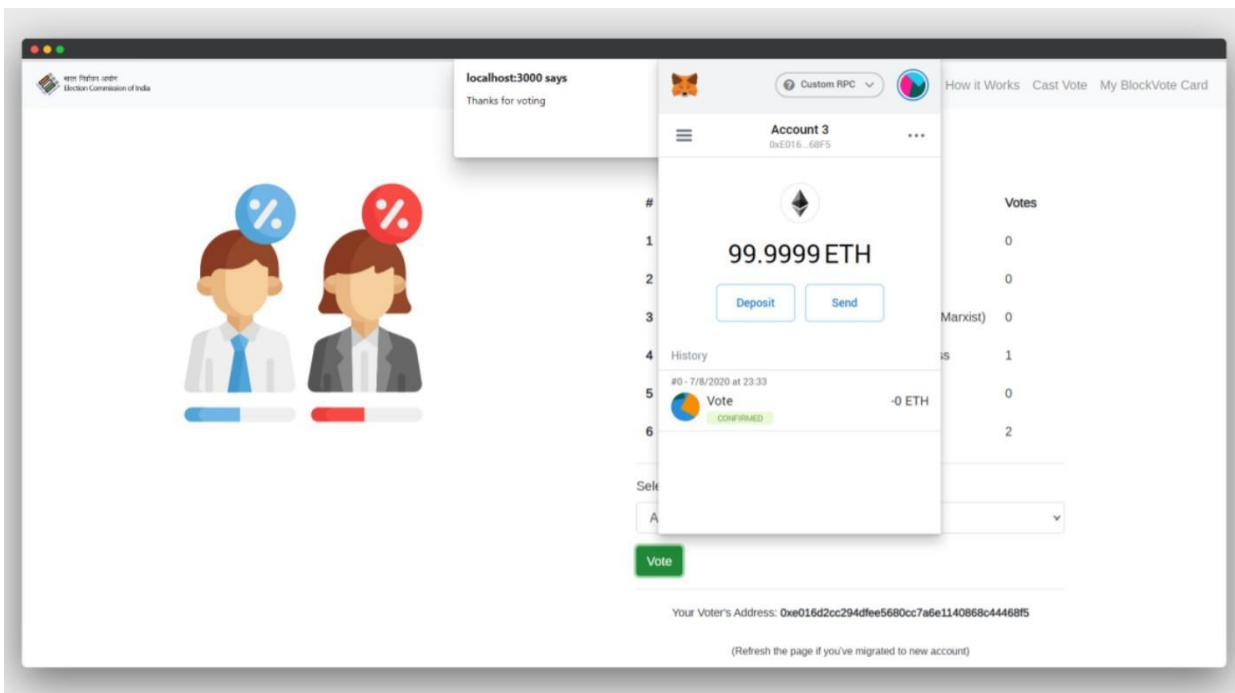 भारत निर्वाचन आयोग
Election Commission of India
localhost:3000 says
Thanks for voting
Custom RPC
How it Works Cast Vote My BlockVote Card
Account 3
0xE016...68F5
# Votes
1 0
2 0
3 Marxist) 0
4 ss 1
5 0
6 2
99.9999 ETH
Deposit Send
History
#0 - 7/8/2020 at 23:33
Vote -0 ETH
CONFIRMED
Sele
A
Vote
Your Voter's Address: 0xe016d2cc294dfee5680cc7a6e1140868c44468f5
(Refresh the page if you've migrated to new account)